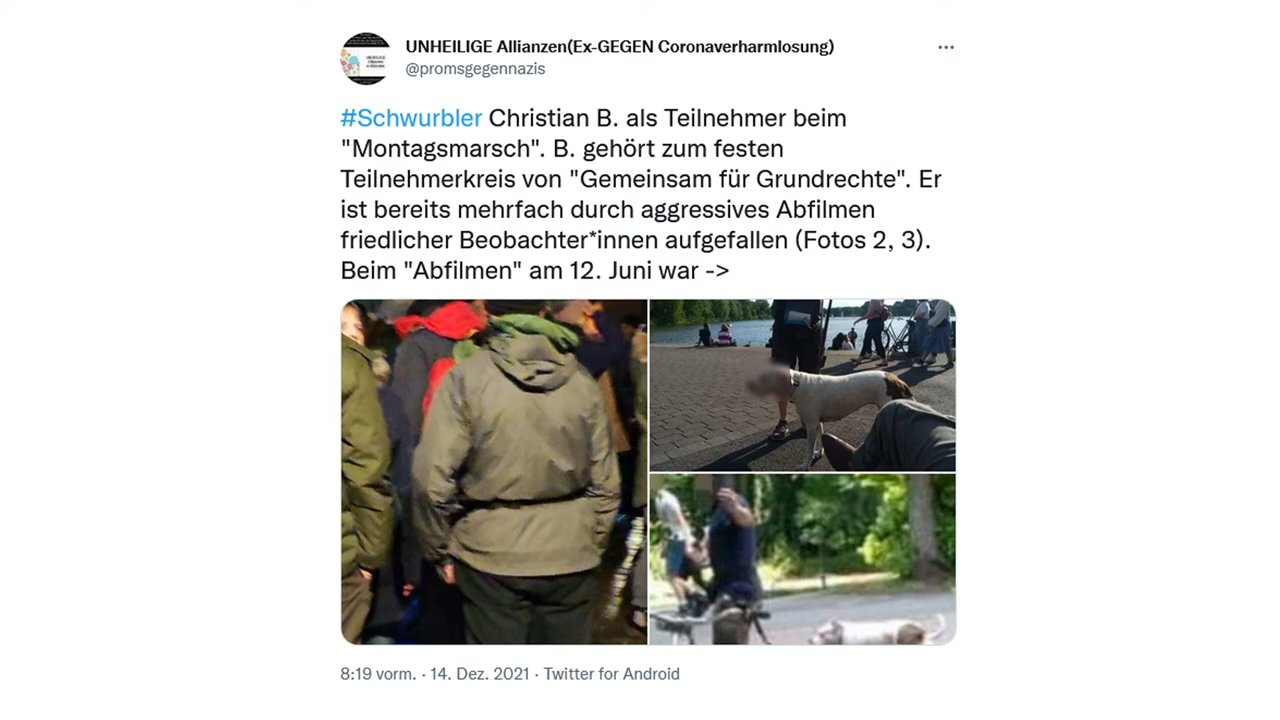 UNHEILIGE Allianzen(Ex-GEGEN Coronaverharmlosung)
@promsgegennazis
#Schwurbler Christian B. als Teilnehmer beim
"Montagsmarsch". B. gehört zum festen
Teilnehmerkreis von "Gemeinsam für Grundrechte". Er
ist bereits mehrfach durch aggressives Abfilmen
friedlicher Beobachter*innen aufgefallen (Fotos 2, 3).
Beim "Abfilmen" am 12. Juni war ->
8:19 vorm. · 14. Dez. 2021 · Twitter for Android